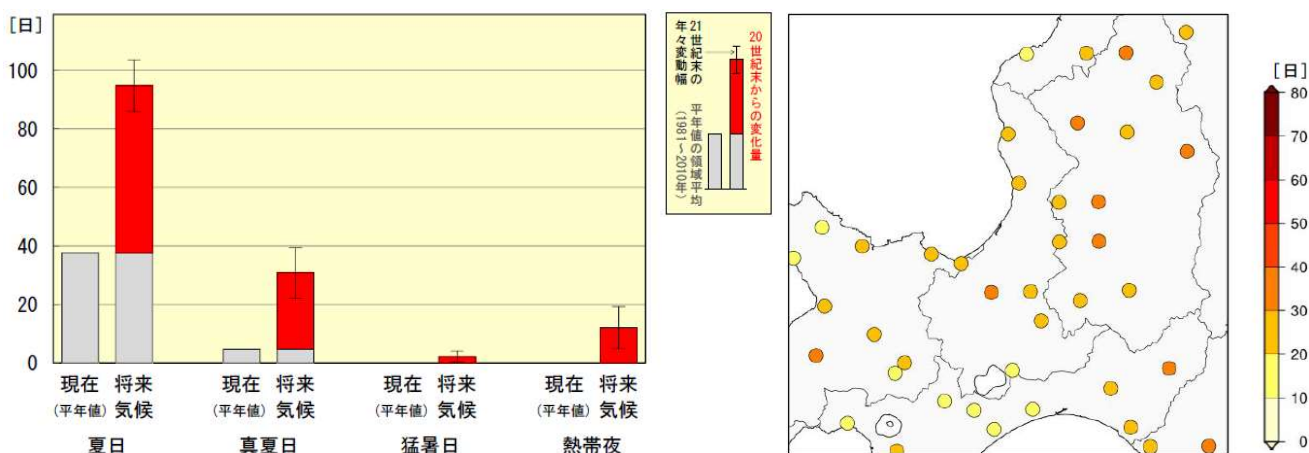 [日]
100
80
60
40
20
0
現在
(平年値)
将来
気候
現在
(平年値)
将来
気候
現在
(平年値)
将来
気候
現在
(平年値)
将来
気候
夏日
真夏日
猛暑日
熱帯夜
20世紀末からの変化量
21世紀末の
年々変動幅
平年値の領域平均
(1981~2010年)
[日]
80
70
60
50
40
30
20
10
0